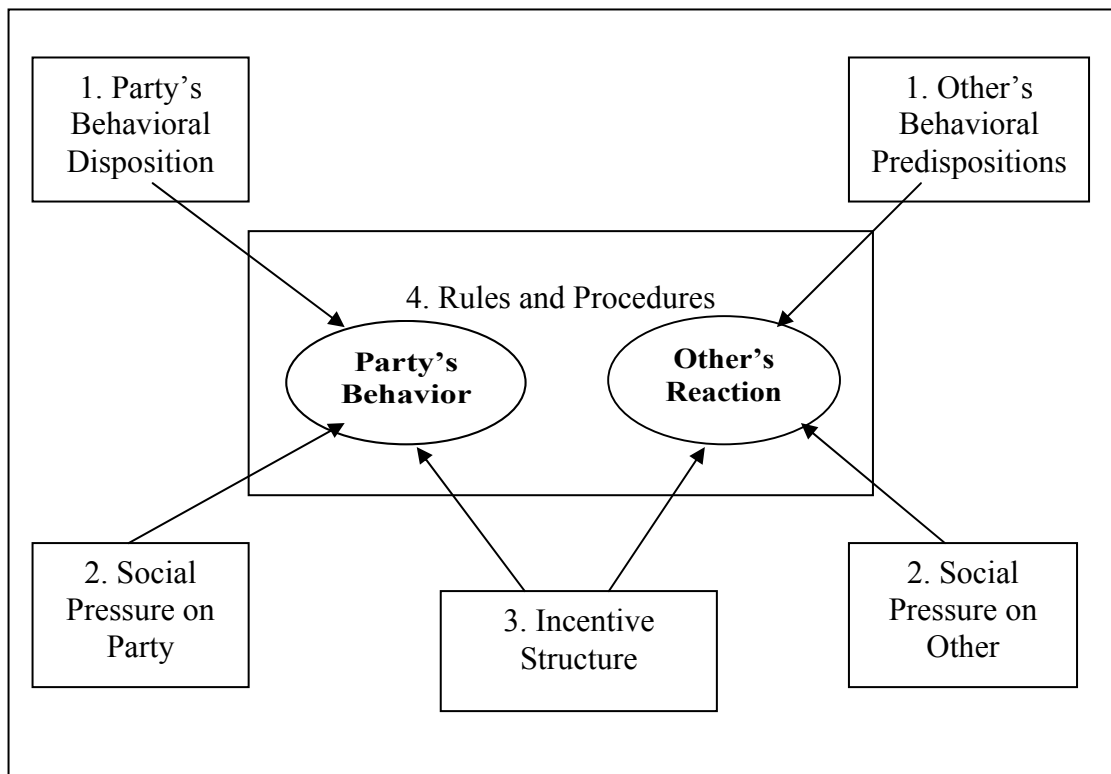 1. Party’s
Behavioral
Disposition
1. Other’s
Behavioral
Predispositions
4. Rules and Procedures
Party’s
Behavior
Other’s
Reaction
2. Social
Pressure on
Party
3. Incentive
Structure
2. Social
Pressure on
Other